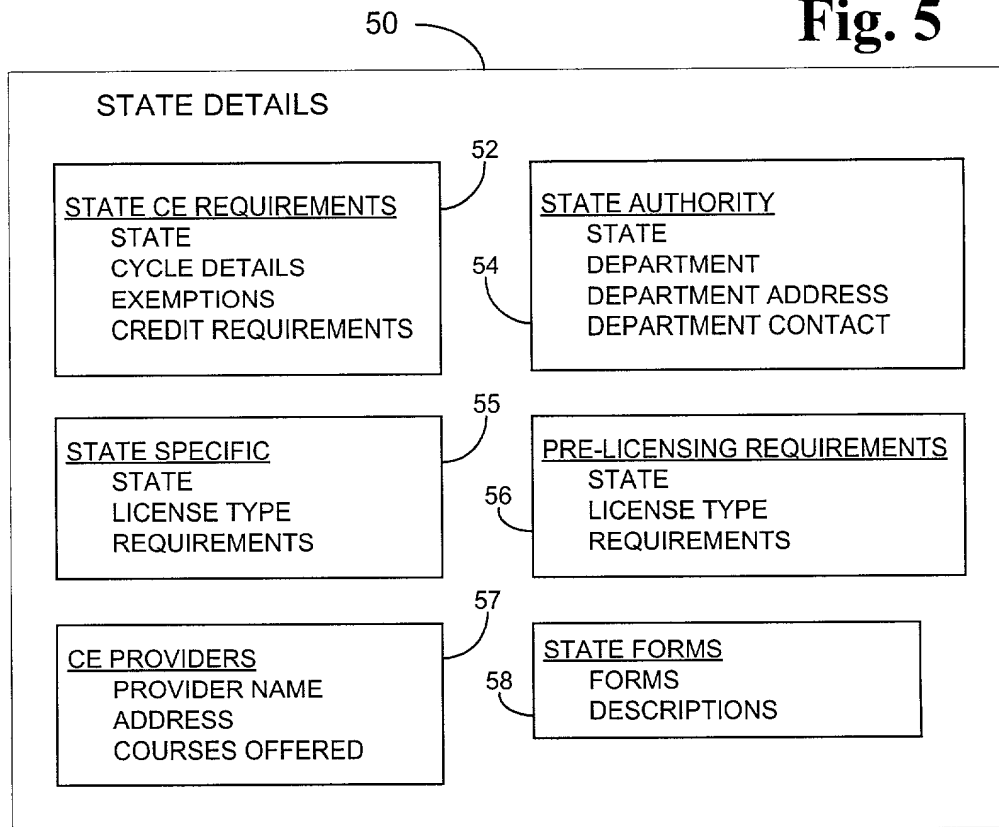 Fig. 5
50
STATE DETAILS
52
STATE CE REQUIREMENTS
STATE
CYCLE DETAILS
EXEMPTIONS
CREDIT REQUIREMENTS
54
STATE AUTHORITY
STATE
DEPARTMENT
DEPARTMENT ADDRESS
DEPARTMENT CONTACT
55
STATE SPECIFIC
STATE
LICENSE TYPE
REQUIREMENTS
56
PRE-LICENSING REQUIREMENTS
STATE
LICENSE TYPE
REQUIREMENTS
57
CE PROVIDERS
PROVIDER NAME
ADDRESS
COURSES OFFERED
58
STATE FORMS
FORMS
DESCRIPTIONS